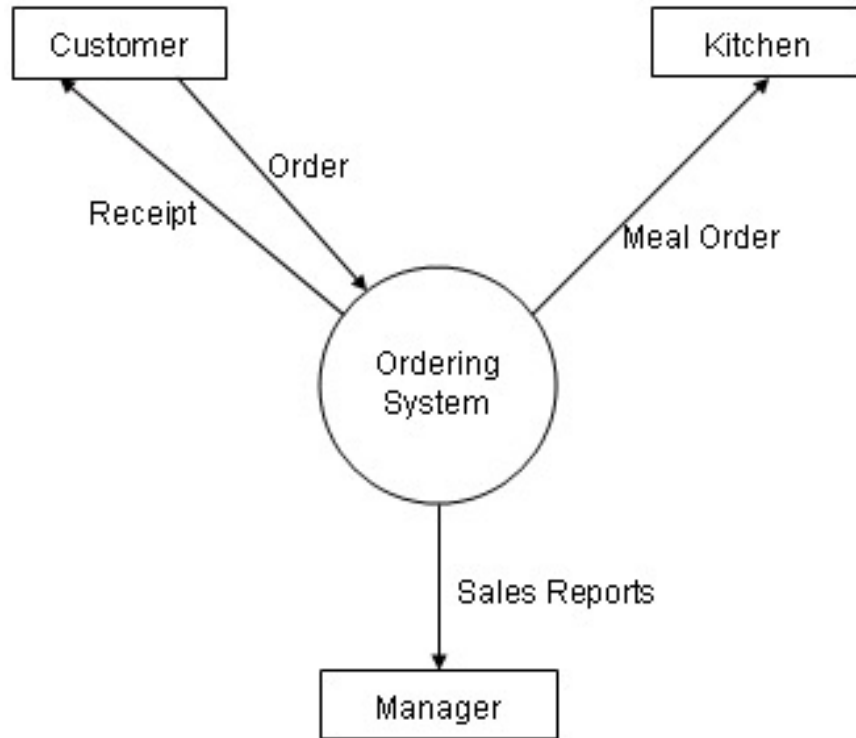 Customer
Kitchen
Order
Receipt
Meal Order
Ordering
System
Sales Reports
Manager